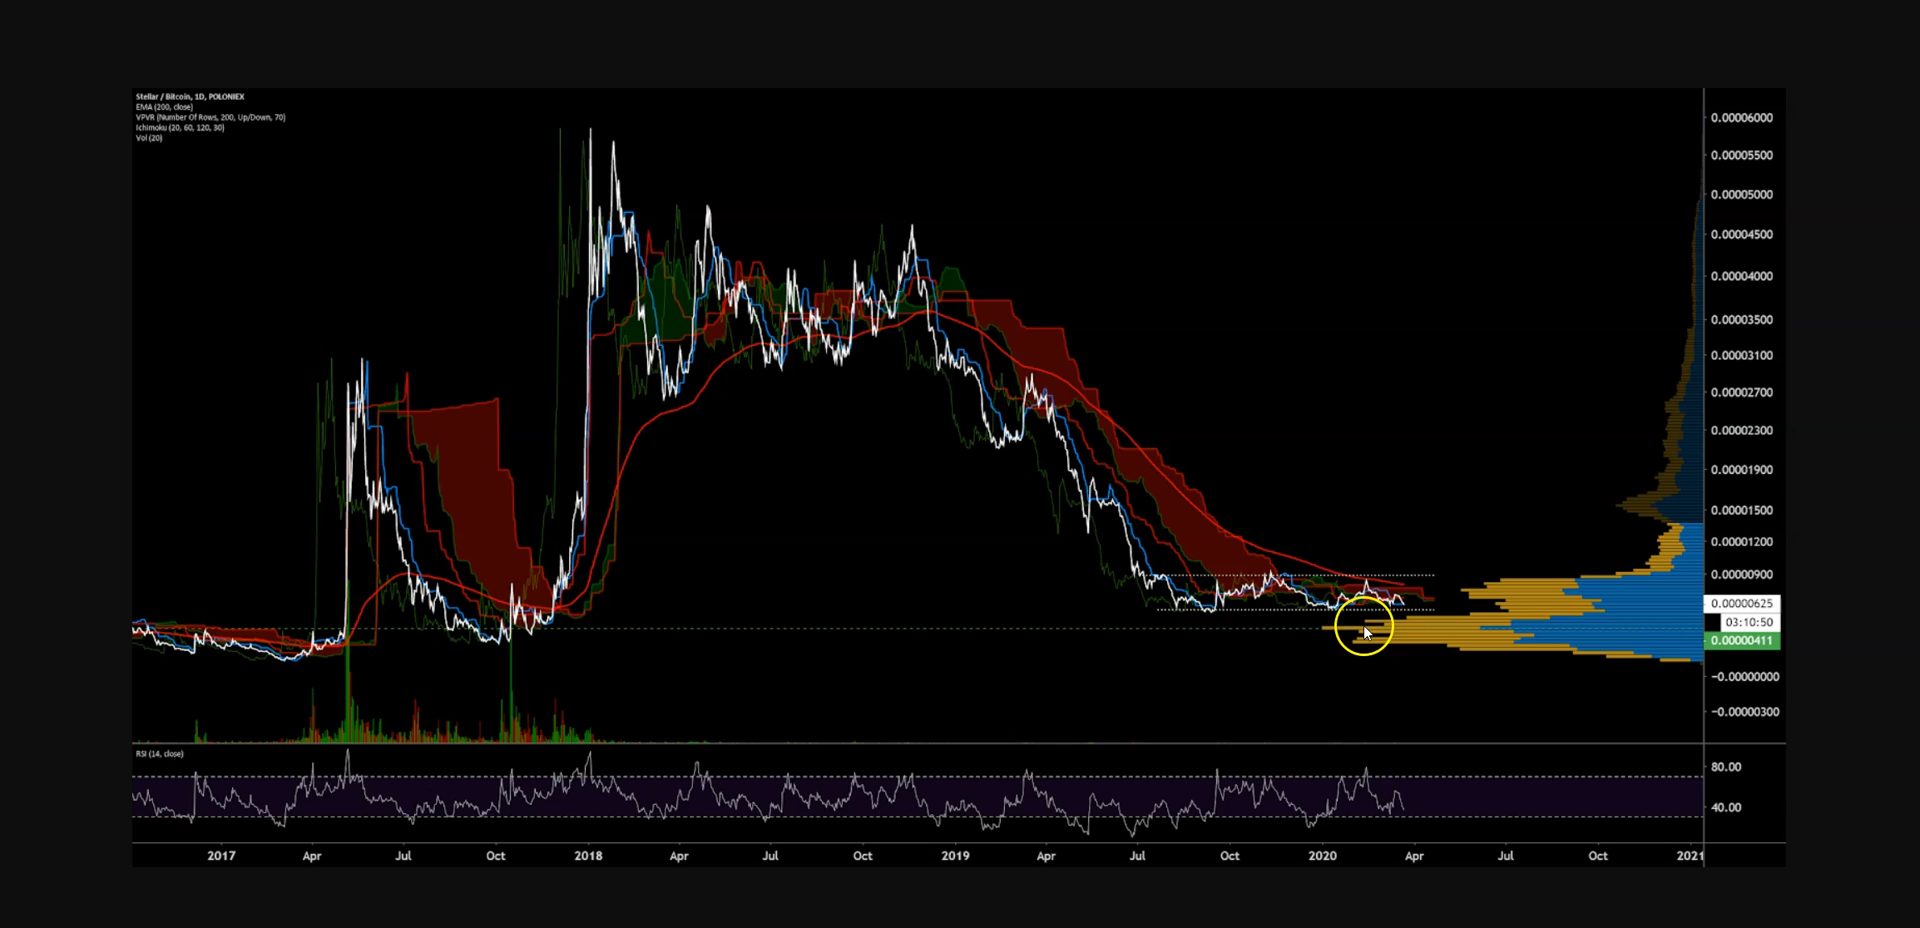 Stellar / Bitcoin, 1D, POLONIEX
EMA (200, close)
VPVR (Number Of Rows, 200, Up/Down, 70)
Ichimoku (20, 60, 120, 30)
Vol (20)
0.00006000
0.00005500
0.00005000
0.00004500
0.00004000
0.00003500
0.00003100
0.00002700
0.00002300
0.00001900
0.00001500
0.00001200
0.00000900
0.00000625
03:10:50
0.00000411
−0.00000000
−0.00000300
RSI (14, close)
80.00
40.00
2017 Apr Jul Oct 2018 Apr Jul Oct 2019 Apr Jul Oct 2020 Apr Jul Oct 2021